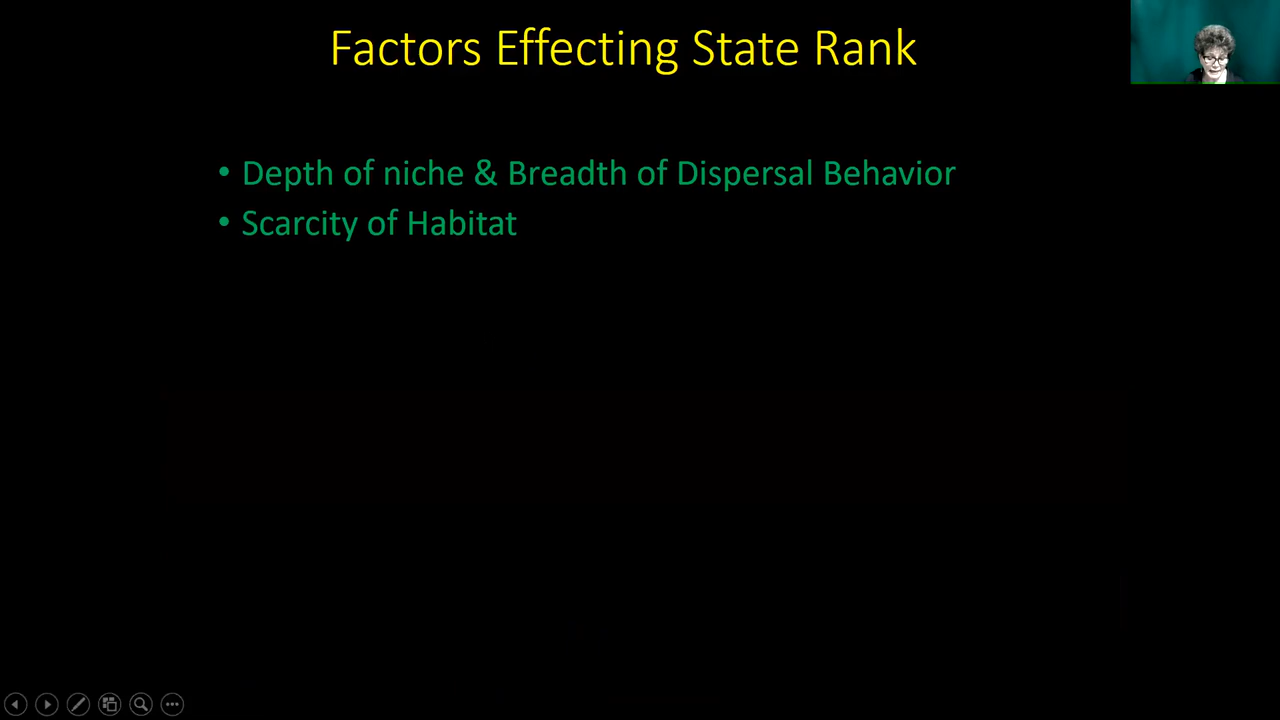 Factors Effecting State Rank
• Depth of niche & Breadth of Dispersal Behavior
• Scarcity of Habitat